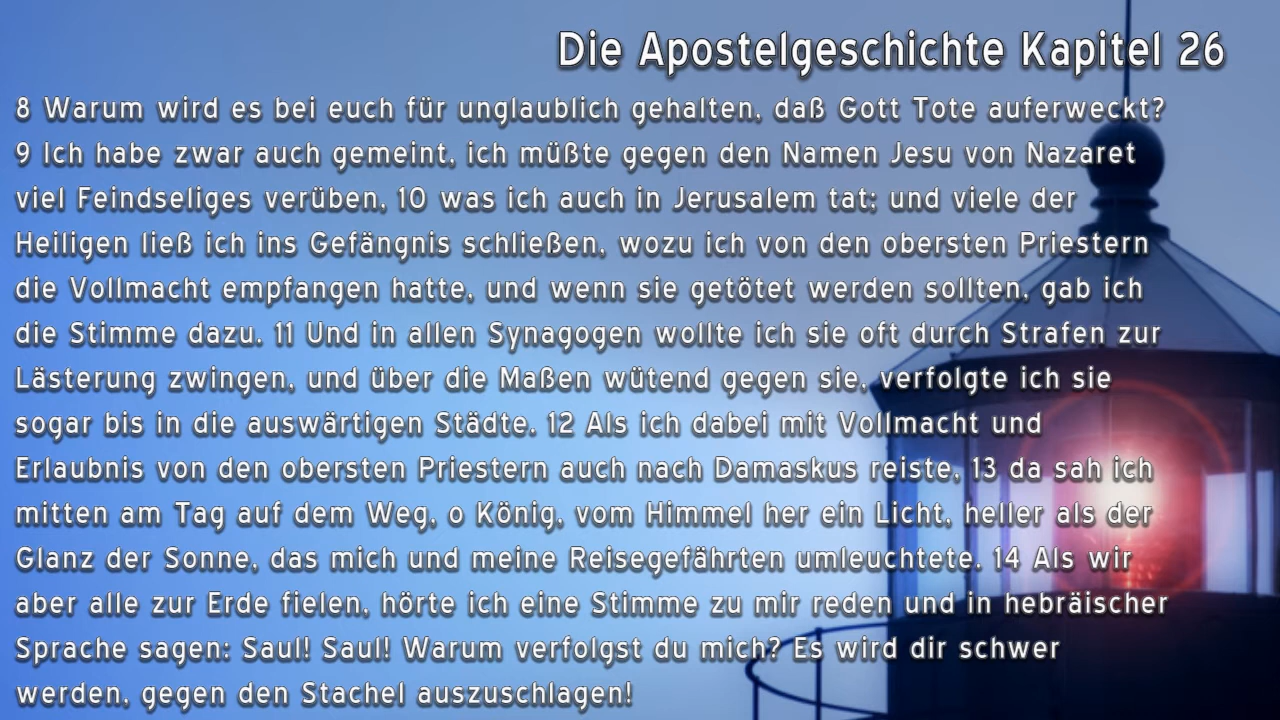 Die Apostelgeschichte Kapitel 26
8 Warum wird es bei euch für unglaublich gehalten, daß Gott Tote auferweckt?
9 Ich habe zwar auch gemeint, ich müßte gegen den Namen Jesu von Nazaret
viel Feindseliges verüben, 10 was ich auch in Jerusalem tat; und viele der
Heiligen ließ ich ins Gefängnis schließen, wozu ich von den obersten Priestern
die Vollmacht empfangen hatte, und wenn sie getötet werden sollten, gab ich
die Stimme dazu. 11 Und in allen Synagogen wollte ich sie oft durch Strafen zur
Lästerung zwingen, und über die Maßen wütend gegen sie, verfolgte ich sie
sogar bis in die auswärtigen Städte. 12 Als ich dabei mit Vollmacht und
Erlaubnis von den obersten Priestern auch nach Damaskus reiste, 13 da sah ich
mitten am Tag auf dem Weg, o König, vom Himmel her ein Licht, heller als der
Glanz der Sonne, das mich und meine Reisegefährten umleuchtete. 14 Als wir
aber alle zur Erde fielen, hörte ich eine Stimme zu mir reden und in hebräischer
Sprache sagen: Saul! Saul! Warum verfolgst du mich? Es wird dir schwer
werden, gegen den Stachel auszuschlagen!